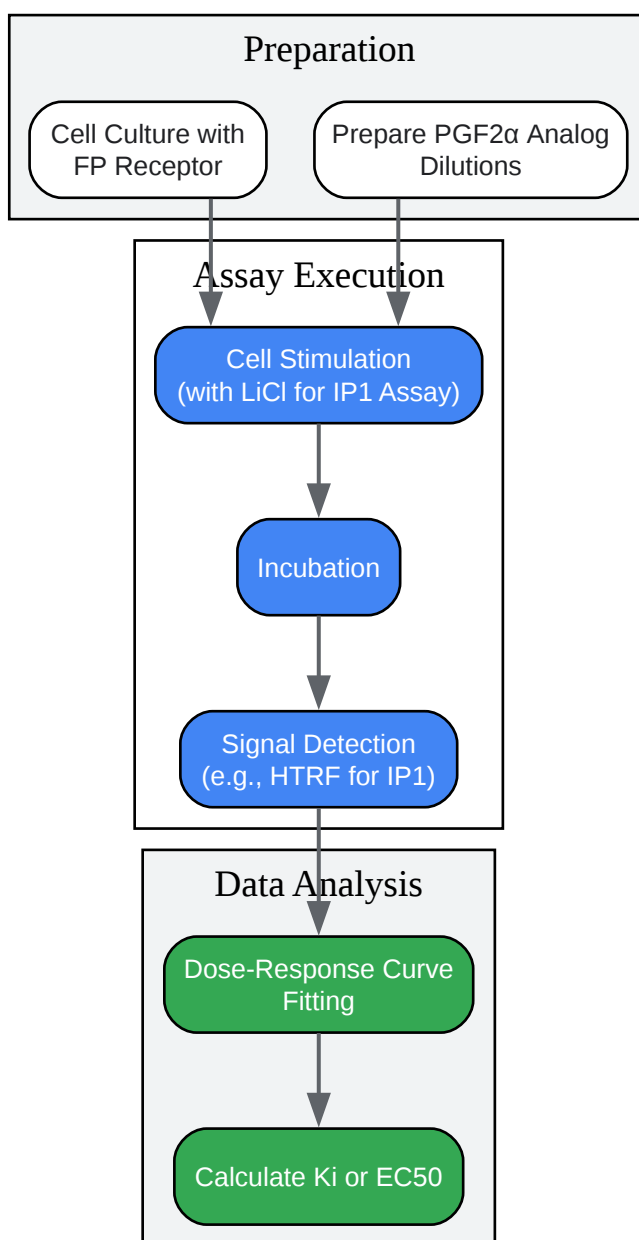 Preparation
Cell Culture with
FP Receptor
Prepare PGF2α Analog
Dilutions
Assay Execution
Cell Stimulation
(with LiCl for IP1 Assay)
Incubation
Signal Detection
(e.g., HTRF for IP1)
Data Analysis
Dose-Response Curve
Fitting
Calculate Ki or EC50